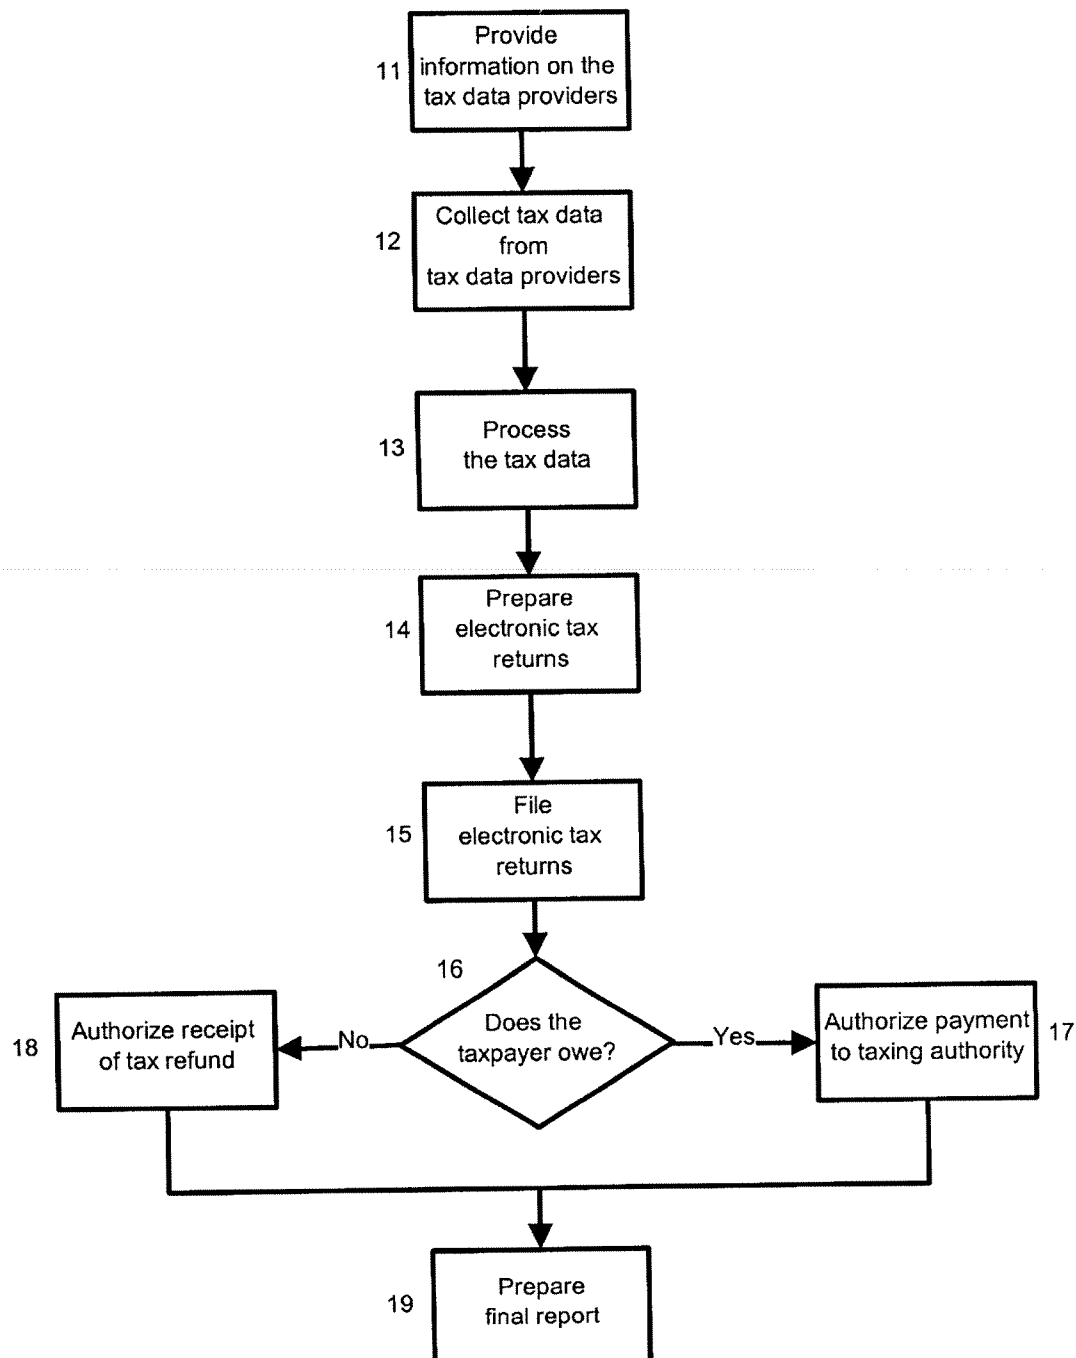 Provide
11
information on the
tax data providers
Collect tax data
12
from
tax data providers
Process
13
the tax data
Prepare
14
electronic tax
returns
File
15
electronic tax
returns
16
Does the
taxpayer owe?
No
Yes
Authorize receipt
of tax refund
18
Authorize payment
to taxing authority
17
Prepare
19
final report